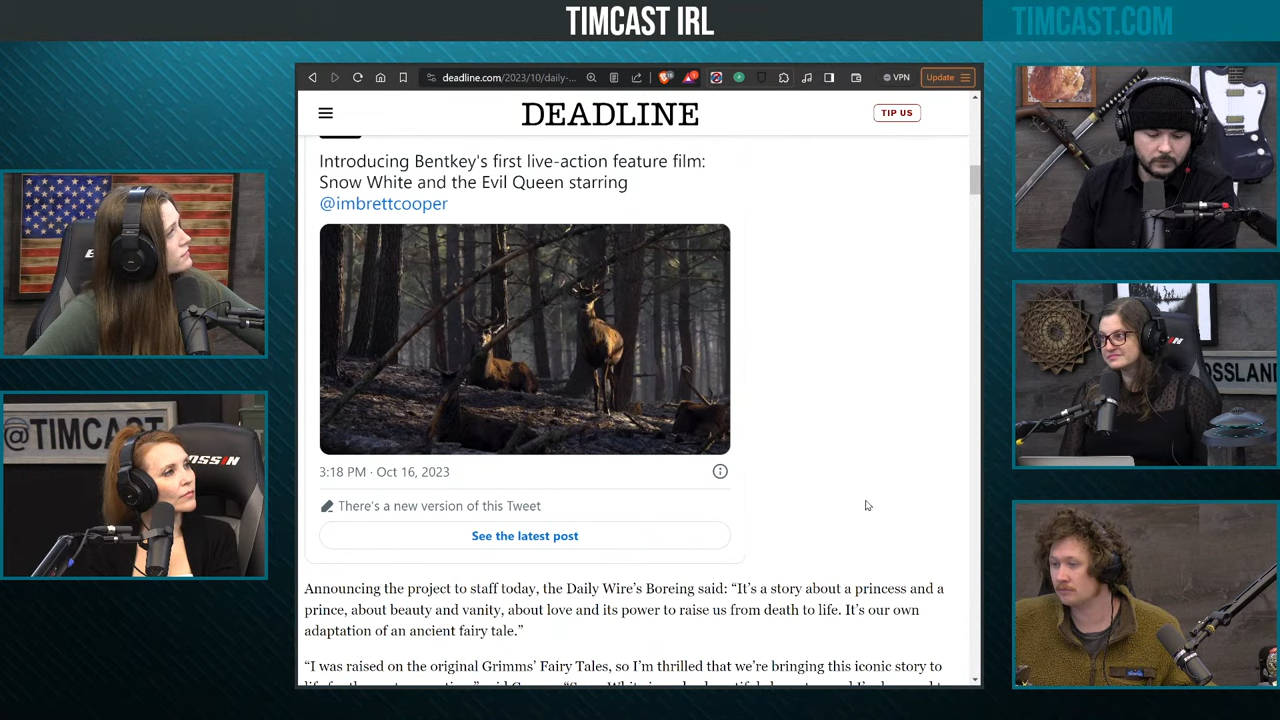 TIMCAST IRL
TIMCAST.COM
deadline.com/2023/10/daily-...
VPN
Update
DEADLINE
TIP US
Introducing Bentkey's first live-action feature film:
Snow White and the Evil Queen starring
@imbrettcooper
3:18 PM · Oct 16, 2023
There's a new version of this Tweet
See the latest post
Announcing the project to staff today, the Daily Wire's Boreing said: “It's a story about a princess and a
prince, about beauty and vanity, about love and its power to raise us from death to life. It's our own
adaptation of an ancient fairy tale.”
“I was raised on the original Grimms' Fairy Tales, so I'm thrilled that we're bringing this iconic story to
@TIMCAST
OSSIN
OSSLAND